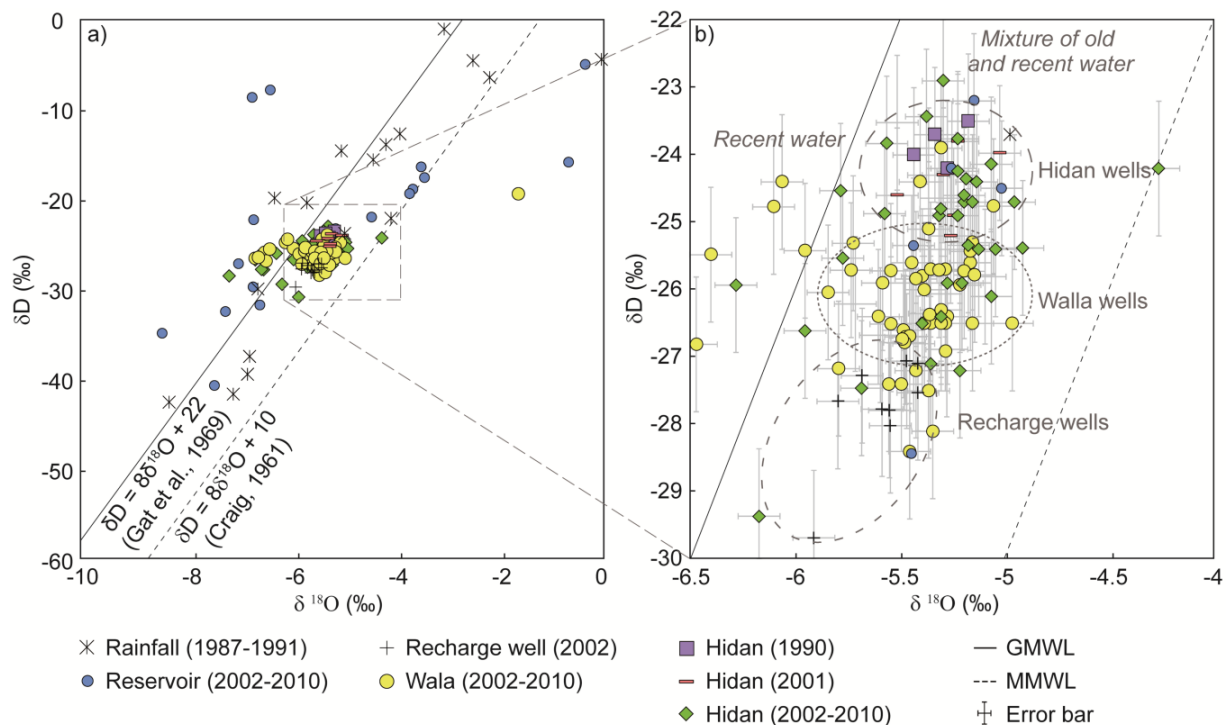 a)
0
-10
-20
-30
-40
-50
-60
δD (‰)
-10
-8
-6
-4
-2
0
δ ¹⁸O (‰)
δD = 8δ¹⁸O + 22
(Gat et al., 1969)
δD = 8δ¹⁸O + 10
(Craig, 1961)
b)
-22
-23
-24
-25
-26
-27
-28
-29
-30
δD (‰)
-6.5
-6
-5.5
-5
-4.5
-4
δ ¹⁸O (‰)
Mixture of old
and recent water
Recent water
Hidan wells
Walla wells
Recharge wells
Rainfall (1987-1991)
Recharge well (2002)
Hidan (1990)
GMWL
Reservoir (2002-2010)
Wala (2002-2010)
Hidan (2001)
MMWL
Hidan (2002-2010)
Error bar